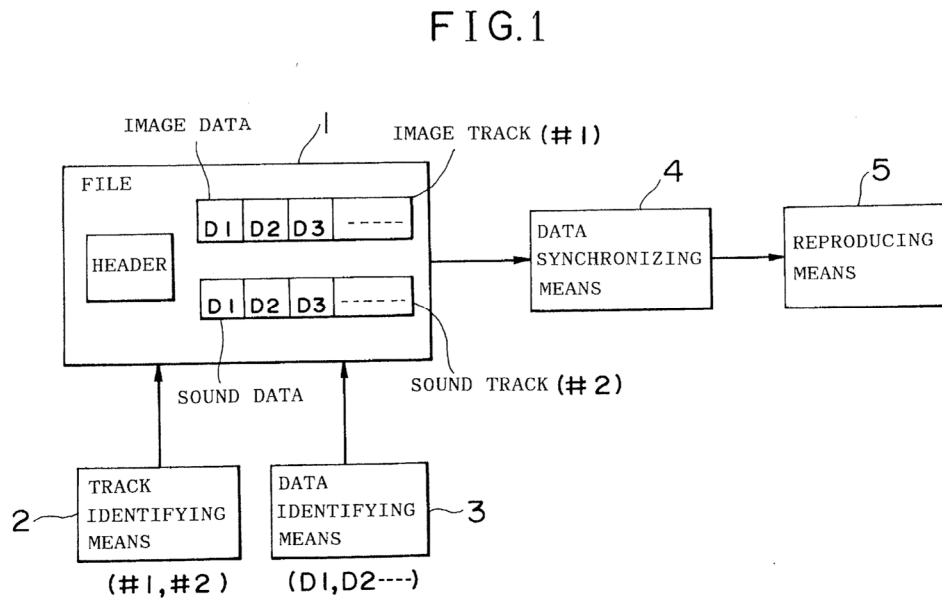 FIG.1
IMAGE DATA
1
IMAGE TRACK (#1)
FILE
D1 D2 D3 -----
HEADER
D1 D2 D3 ------
SOUND DATA
SOUND TRACK (#2)
4
DATA
SYNCHRONIZING
MEANS
5
REPRODUCING
MEANS
2
TRACK
IDENTIFYING
MEANS
(#1,#2)
DATA
IDENTIFYING
MEANS
3
(D1,D2----)